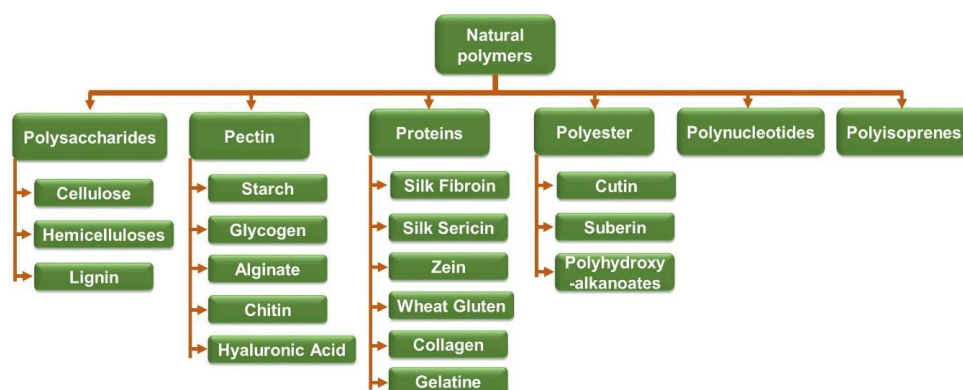 Natural
polymers
Polysaccharides
Pectin
Proteins
Polyester
Polynucleotides
Polyisoprenes
Cellulose
Hemicelluloses
Lignin
Starch
Glycogen
Alginate
Chitin
Hyaluronic Acid
Silk Fibroin
Silk Sericin
Zein
Wheat Gluten
Collagen
Gelatine
Cutin
Suberin
Polyhydroxy
-alkanoates